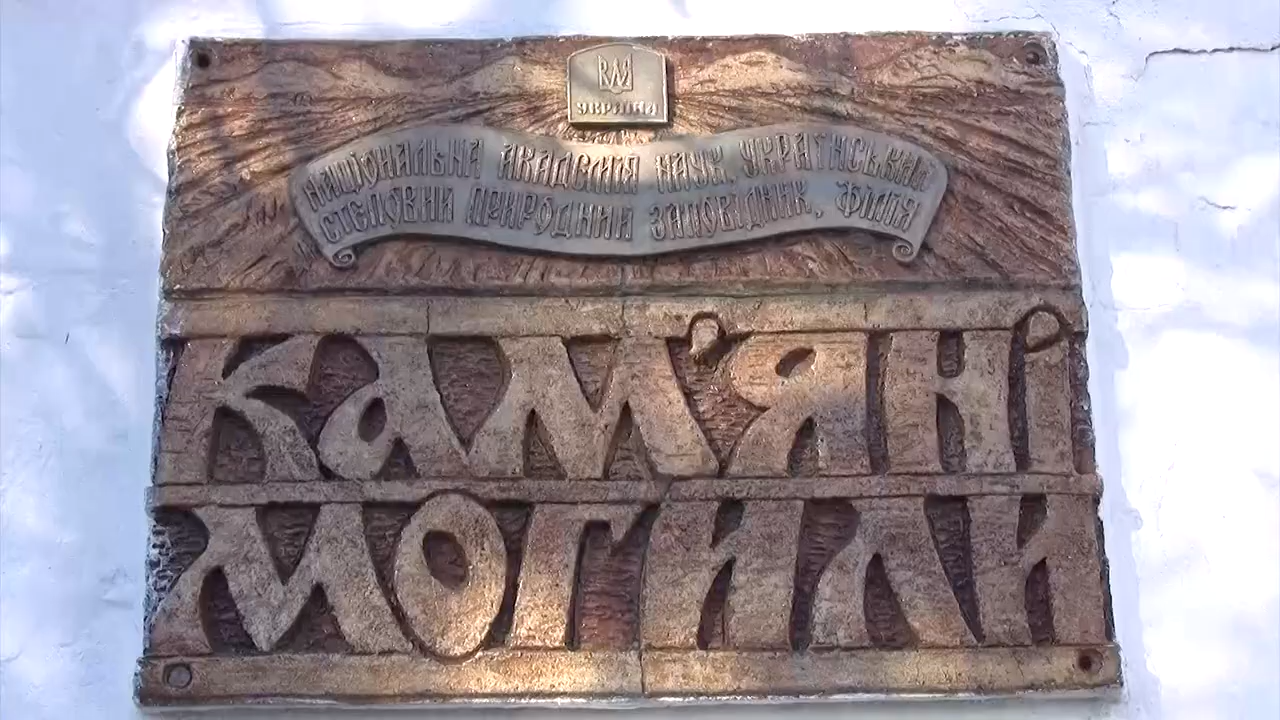 УКРАЇНА
НАЦІОНАЛЬНА АКАДЕМІЯ НАУК, УКРАЇНСЬКИЙ
СТЕПОВИЙ ПРИРОДНИЙ ЗАПОВІДНИК, ФІЛІЯ
КАМ'ЯНІ
МОГИЛИ